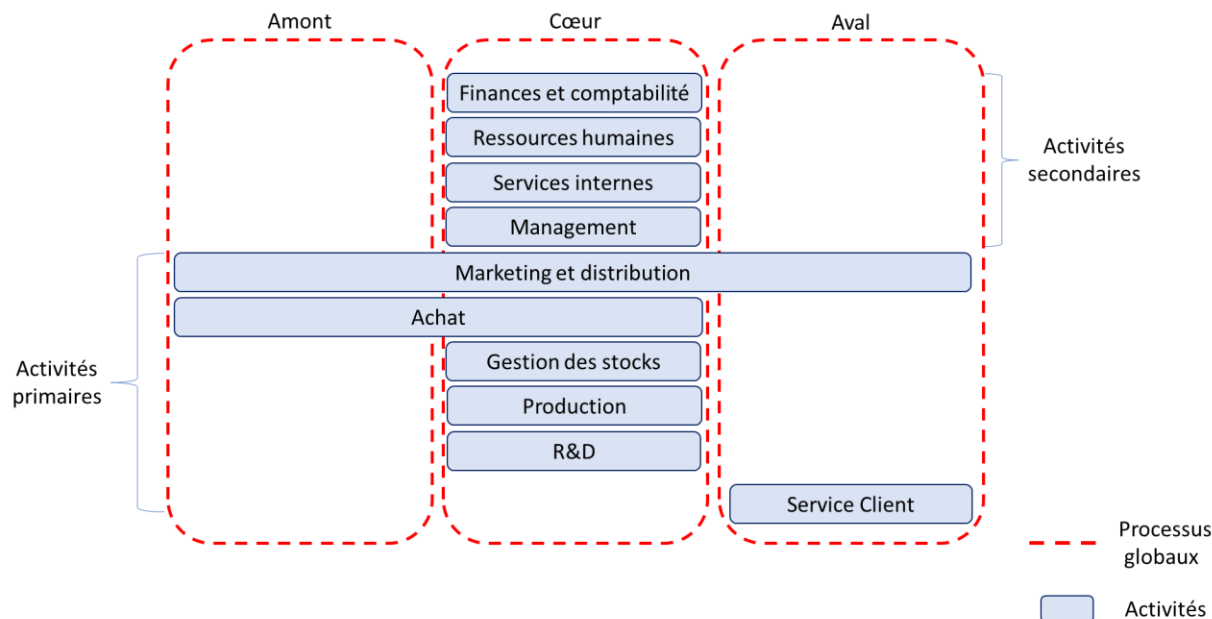 Amont
Cœur
Aval
Finances et comptabilité
Ressources humaines
Services internes
Management
Activités
secondaires
Marketing et distribution
Achat
Gestion des stocks
Production
R&D
Activités
primaires
Service Client
Processus
globaux
Activités